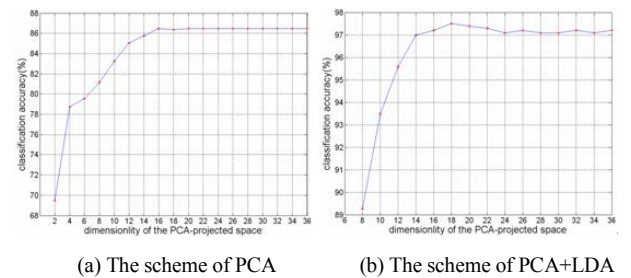 88
86
84
82
80
78
76
74
72
70
68
classification accuracy(%)
2 4 6 8 10 12 14 16 18 20 22 24 26 28 30 32 34 36
dimensionlity of the PCA-projected space
(a) The scheme of PCA
98
97
96
95
94
93
92
91
90
89
classification accuracy(%)
6 8 10 12 14 16 18 20 22 24 26 28 30 32 34 36
dimensionlity of the PCA-projected space
(b) The scheme of PCA+LDA